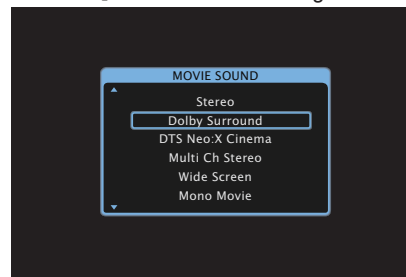 MOVIE SOUND
Stereo
Dolby Surround
DTS Neo:X Cinema
Multi Ch Stereo
Wide Screen
Mono Movie